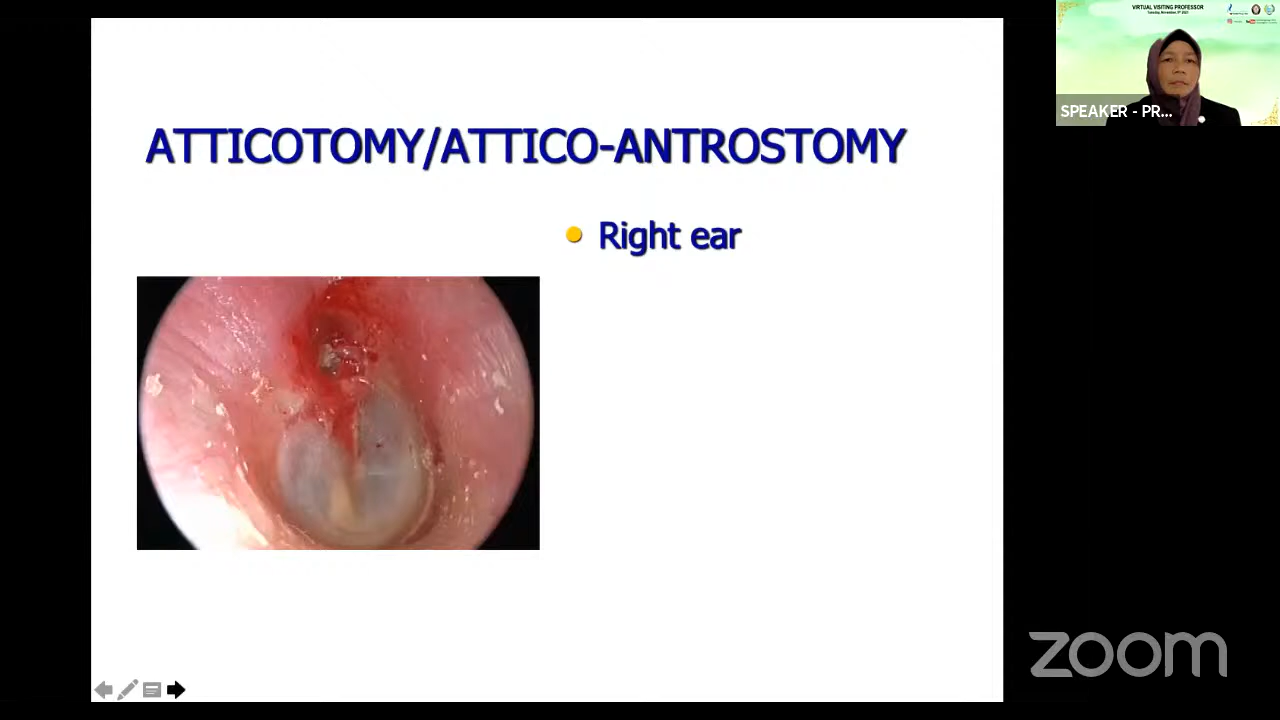 ATTICOTOMY/ATTICO-ANTROSTOMY
Right ear
VIRTUAL VISITING PROFESSOR
SPEAKER - PR...
zoom